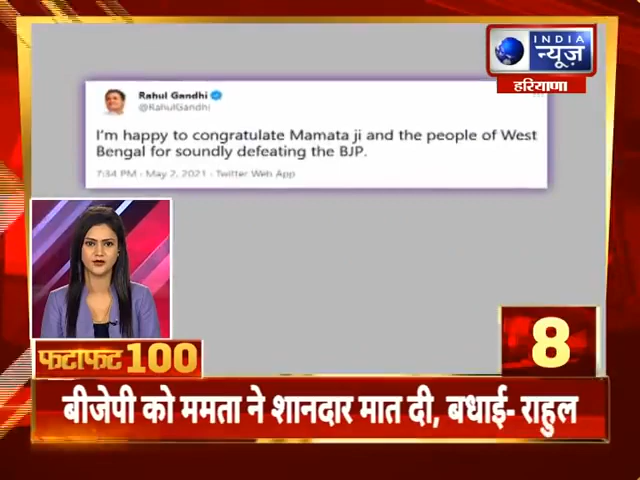 INDIA
न्यूज़
हरियाणा
Rahul Gandhi
@RahulGandhi
I'm happy to congratulate Mamata ji and the people of West
Bengal for soundly defeating the BJP.
7:34 PM · May 2, 2021 · Twitter Web App
फटाफट 100
8
बीजेपी को ममता ने शानदार मात दी, बधाई- राहुल